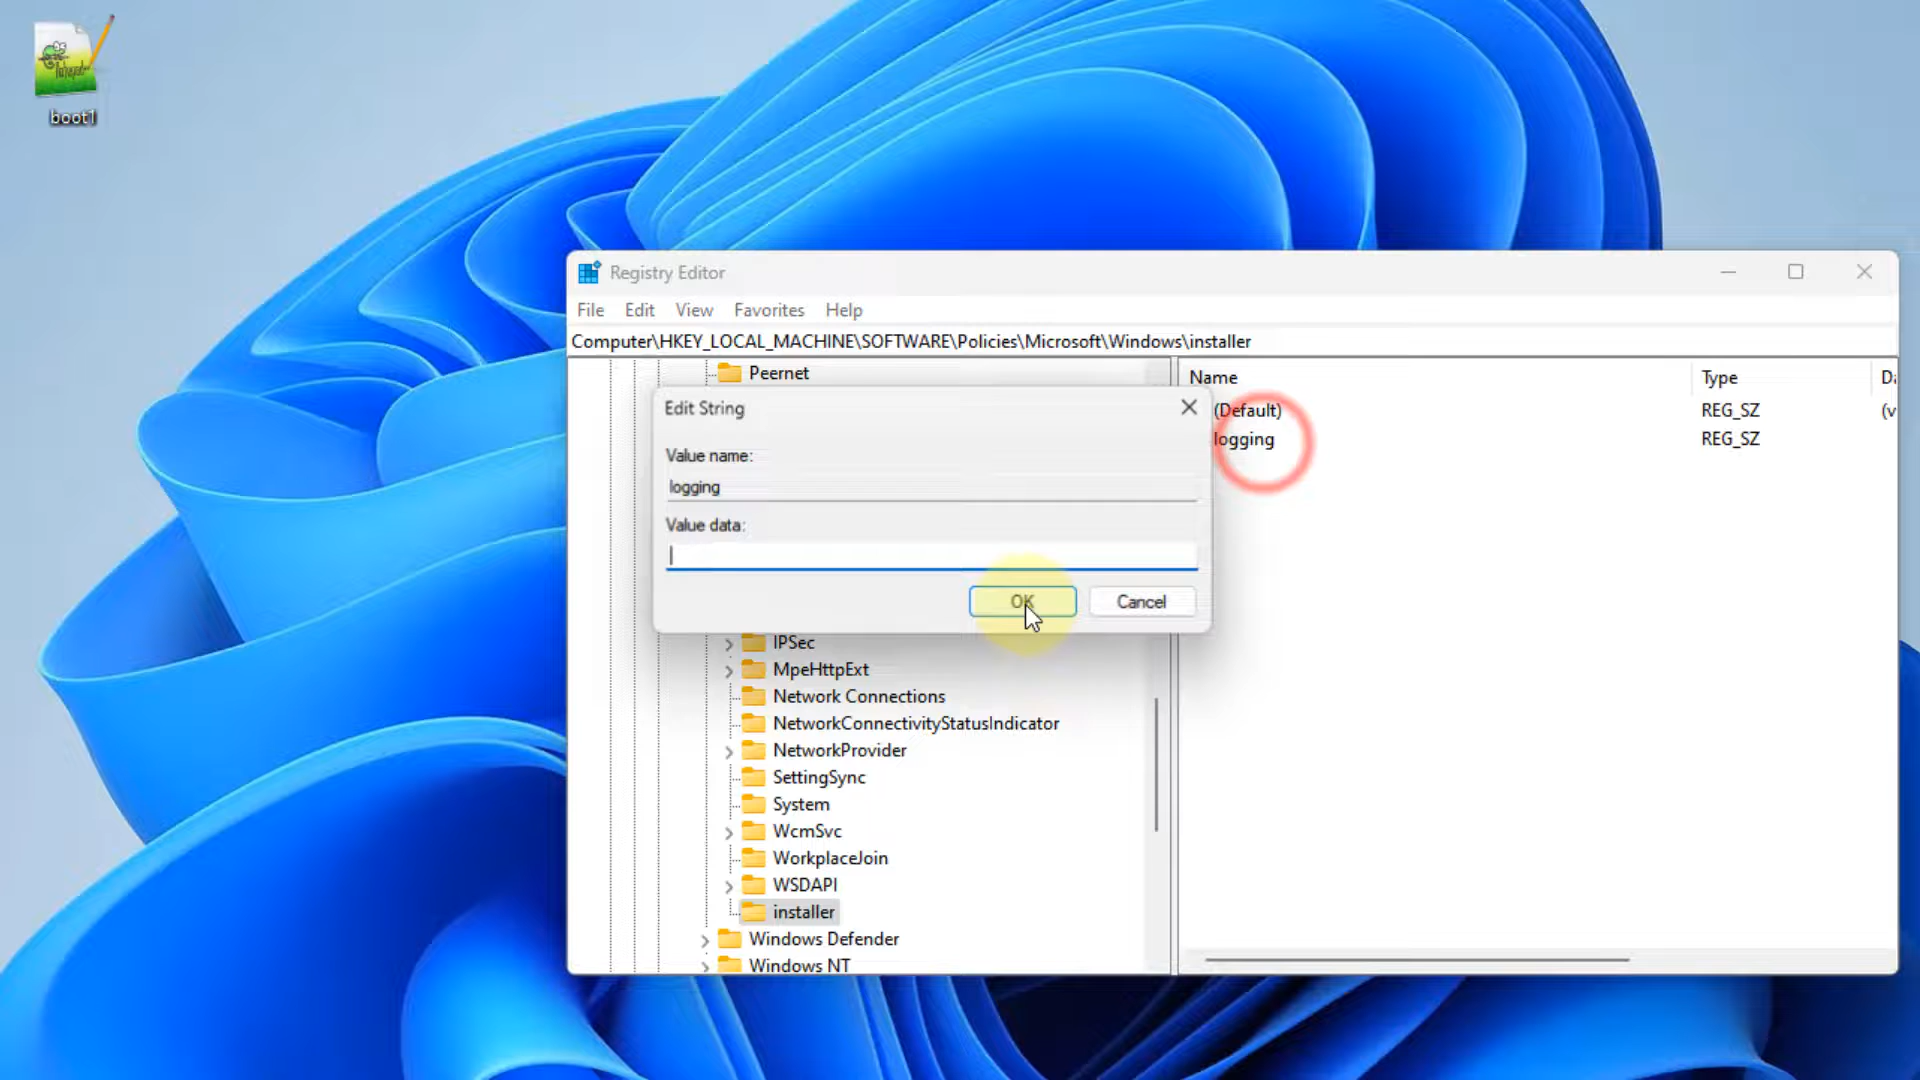 boot1
Registry Editor
File Edit View Favorites Help
Computer\HKEY_LOCAL_MACHINE\SOFTWARE\Policies\Microsoft\Windows\installer
Peernet
Name Type
(Default) REG_SZ
logging REG_SZ
Edit String
Value name:
logging
Value data:
OK Cancel
IPSec
MpeHttpExt
Network Connections
NetworkConnectivityStatusIndicator
NetworkProvider
SettingSync
System
WcmSvc
WorkplaceJoin
WSDAPI
installer
Windows Defender
Windows NT